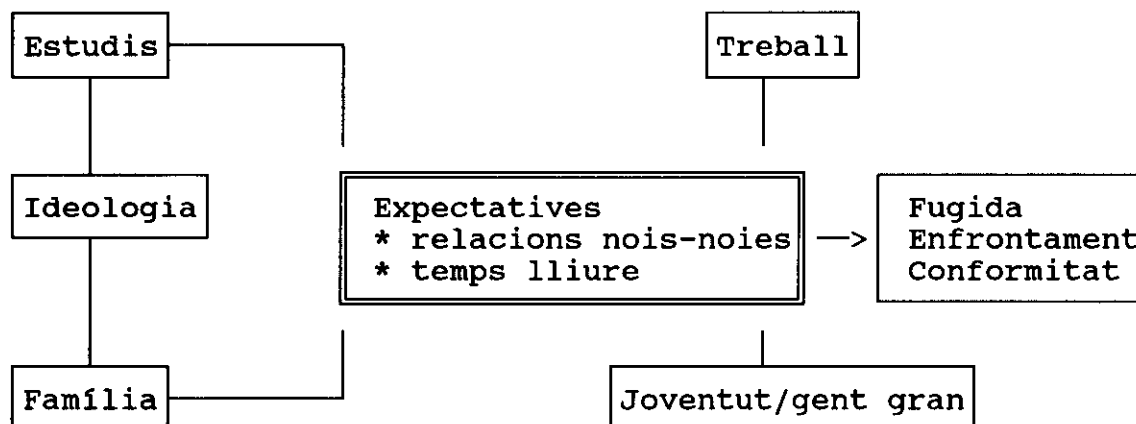 Estudis
Treball
Ideologia
Expectatives
* relacions nois-noies
* temps lliure
—>
Fugida
Enfrontament
Conformitat
Família
Joventut/gent gran